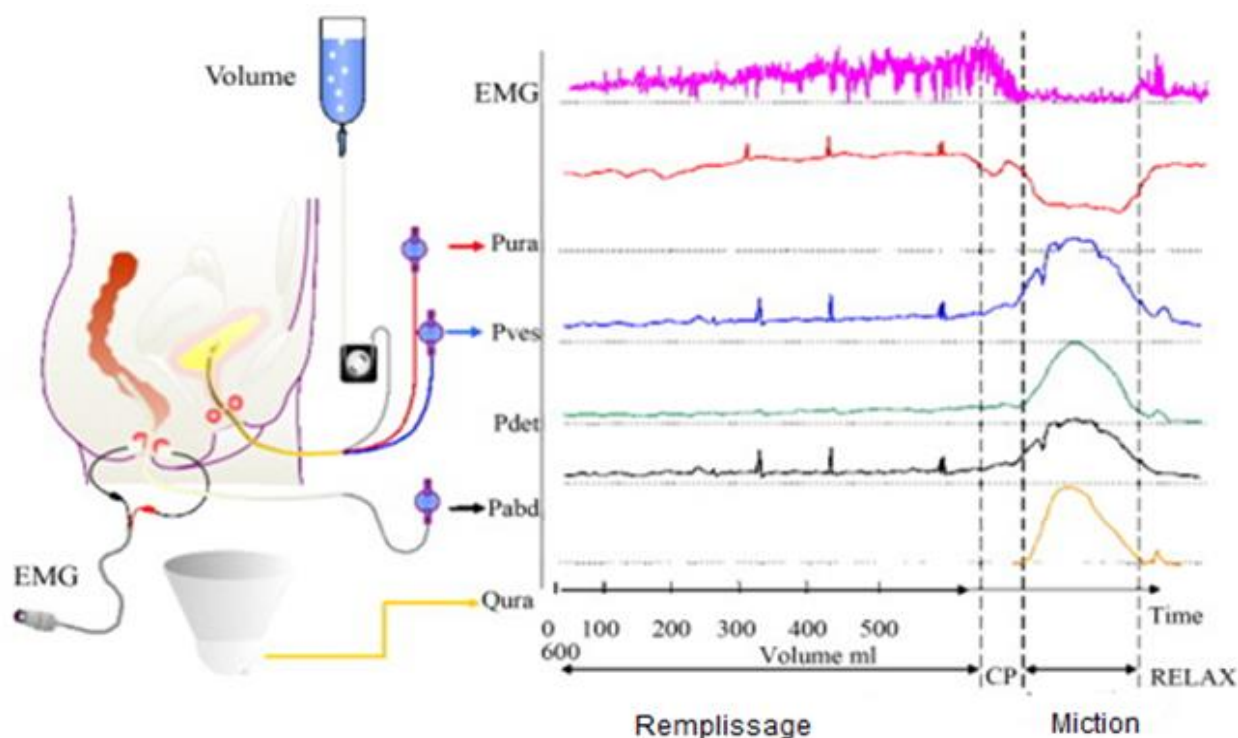 Volume
EMG
Pura
Pves
Pdet
Pabd
EMG
Qura
Time
0 100 200 300 400 500
600
Volume ml
CP
RELAX
Remplissage
Miction